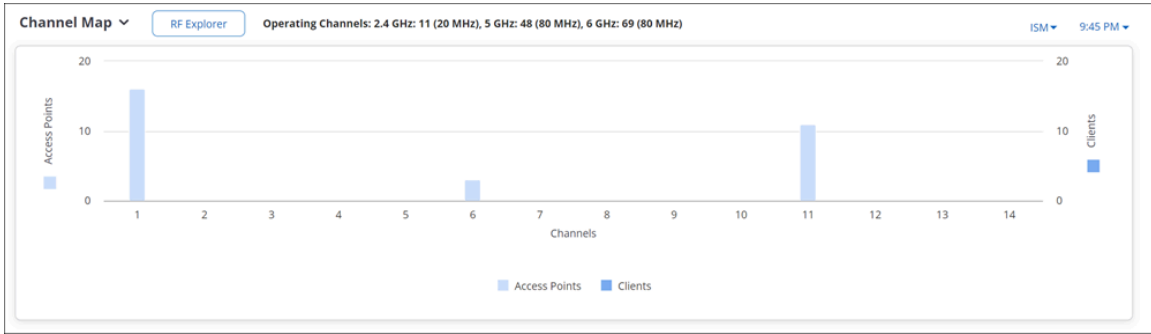 Channel Map
RF Explorer
Operating Channels: 2.4 GHz: 11 (20 MHz), 5 GHz: 48 (80 MHz), 6 GHz: 69 (80 MHz)
ISM
9:45 PM
20
10
0
Access Points
20
10
0
Clients
1 2 3 4 5 6 7 8 9 10 11 12 13 14
Channels
Access Points Clients